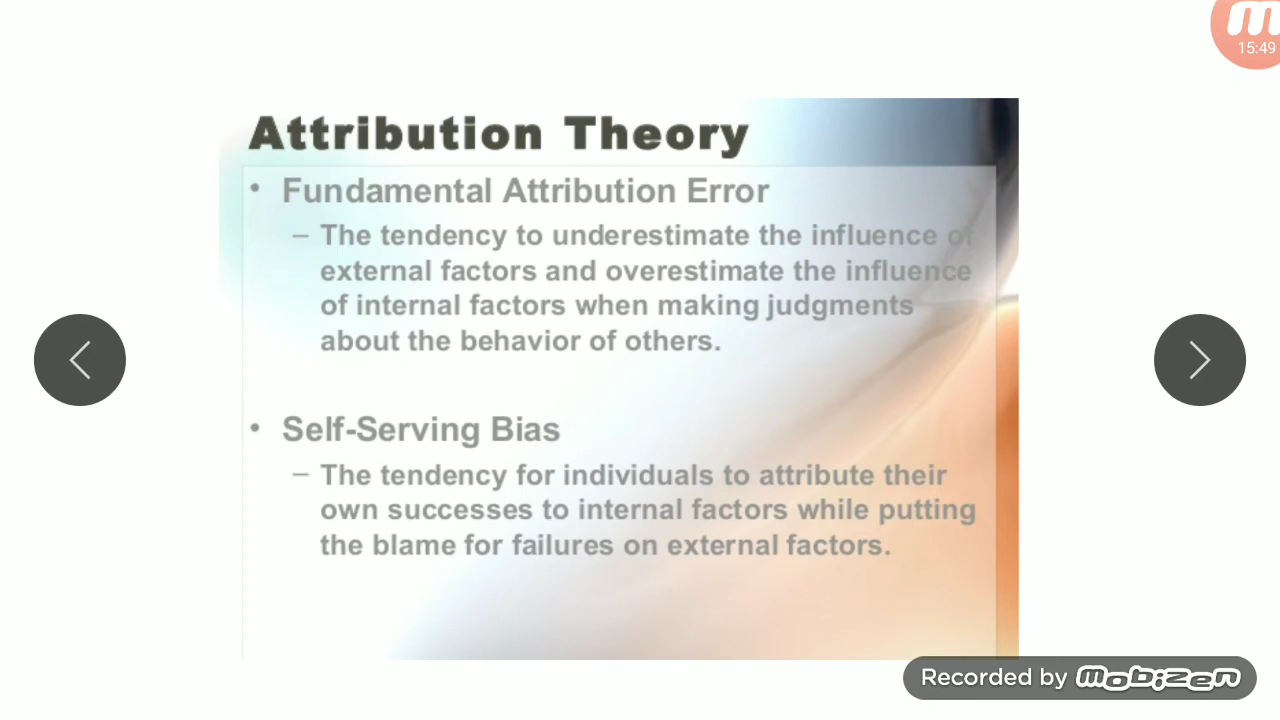 15:49
Attribution Theory
• Fundamental Attribution Error
– The tendency to underestimate the influence of
external factors and overestimate the influence
of internal factors when making judgments
about the behavior of others.
• Self-Serving Bias
– The tendency for individuals to attribute their
own successes to internal factors while putting
the blame for failures on external factors.
Recorded by mobizen